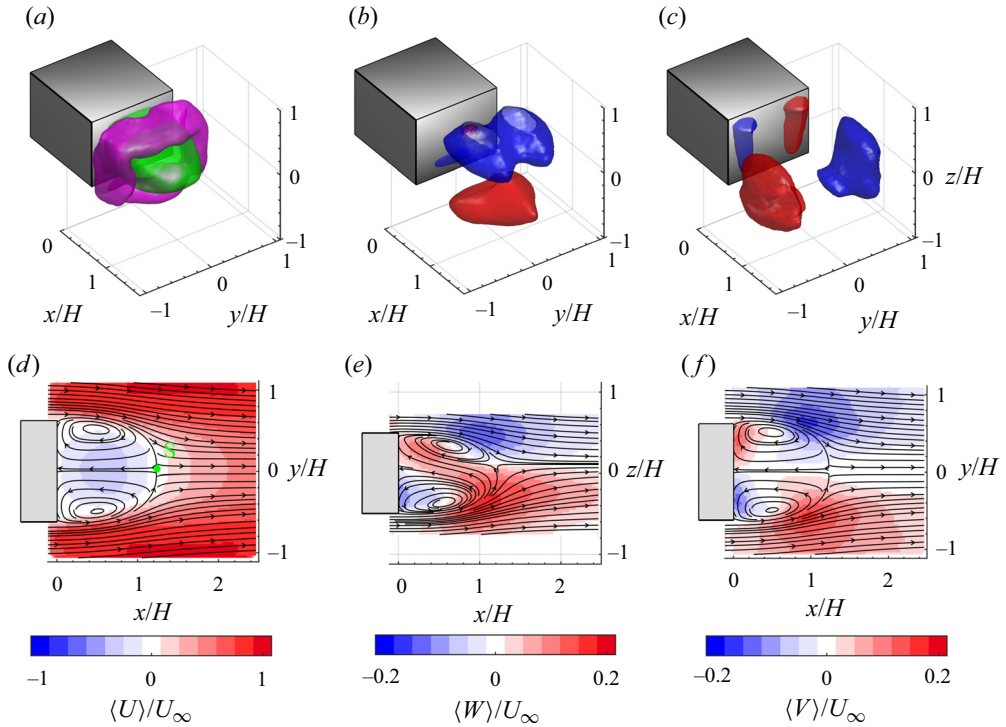 (a) (b) (c)
1 1 1
0 0 0 z/H
−1 −1 −1
0 0 0
1 1 1
1 1 1
0 0 0
x/H −1 y/H x/H −1 y/H x/H −1 y/H
(d) (e) (f)
1 1 1
S
0 y/H 0 z/H 0 y/H
−1 −1 −1
0 1 2 0 1 2 0 1 2
x/H x/H x/H
−1 0 1 −0.2 0 0.2 −0.2 0 0.2
⟨U⟩/U∞ ⟨W⟩/U∞ ⟨V⟩/U∞